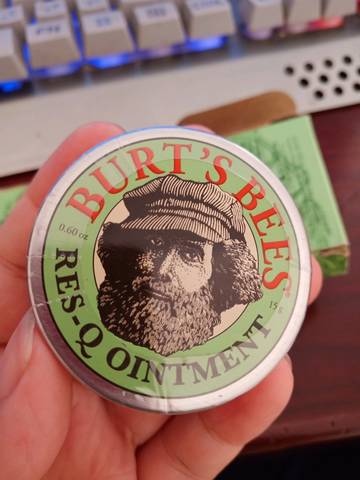 BURT'S BEES
0.60 oz
15 g
RES-Q OINTMENT